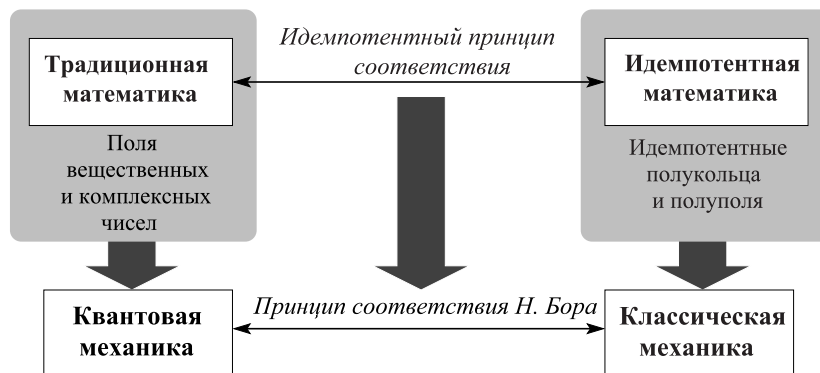 Идемпотентный принцип
соответствия
Традиционная
математика
Идемпотентная
математика
Поля
вещественных
и комплексных
чисел
Идемпотентные
полукольца
и полуполя
Принцип соответствия Н. Бора
Квантовая
механика
Классическая
механика